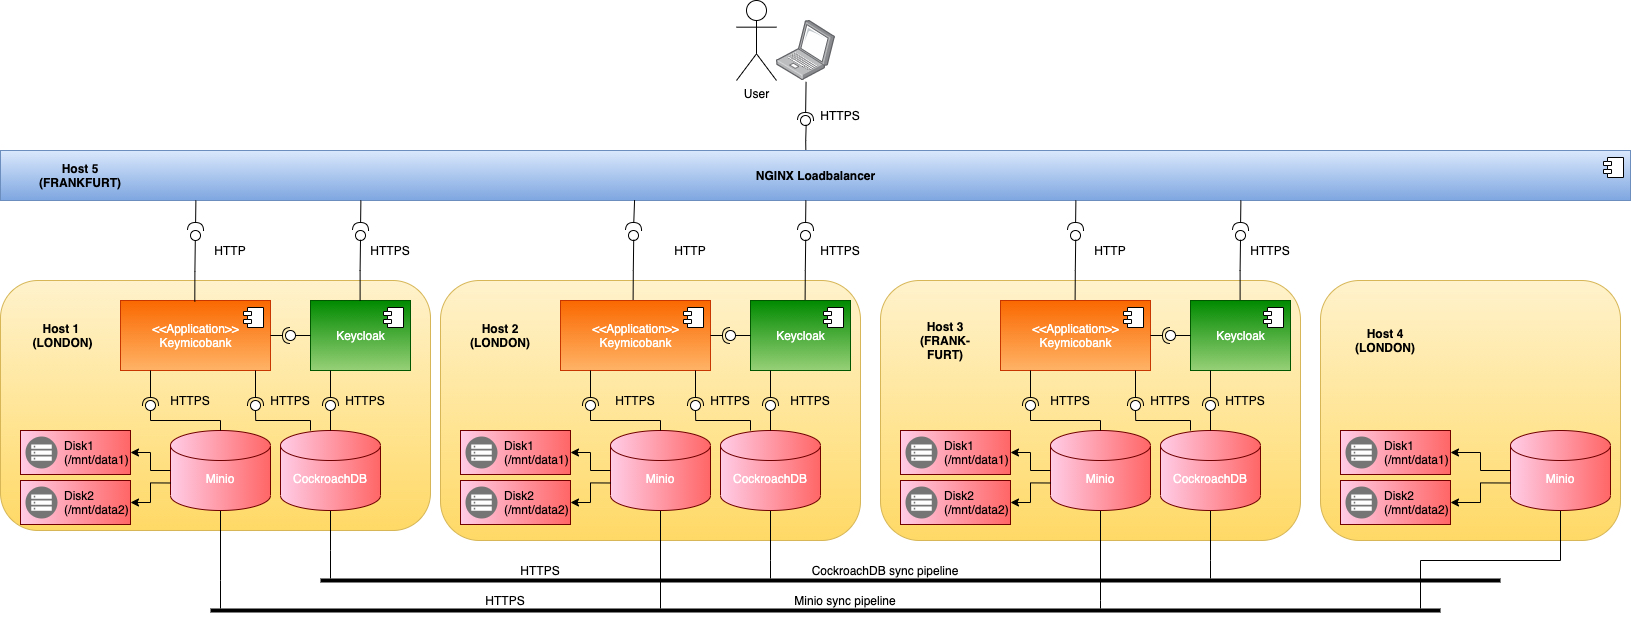 User
HTTPS
Host 5
(FRANKFURT)
NGINX Loadbalancer
HTTP
HTTPS
HTTP
HTTPS
HTTP
HTTPS
Host 1
(LONDON)
<<Application>>
Keymicobank
Keycloak
HTTPS
HTTPS
HTTPS
Disk1
(/mnt/data1)
Disk2
(/mnt/data2)
Minio
CockroachDB
Host 2
(LONDON)
<<Application>>
Keymicobank
Keycloak
HTTPS
HTTPS
HTTPS
Disk1
(/mnt/data1)
Disk2
(/mnt/data2)
Minio
CockroachDB
Host 3
(FRANK-
FURT)
<<Application>>
Keymicobank
Keycloak
HTTPS
HTTPS
HTTPS
Disk1
(/mnt/data1)
Disk2
(/mnt/data2)
Minio
CockroachDB
Host 4
(LONDON)
Disk1
(/mnt/data1)
Disk2
(/mnt/data2)
Minio
HTTPS
CockroachDB sync pipeline
HTTPS
Minio sync pipeline